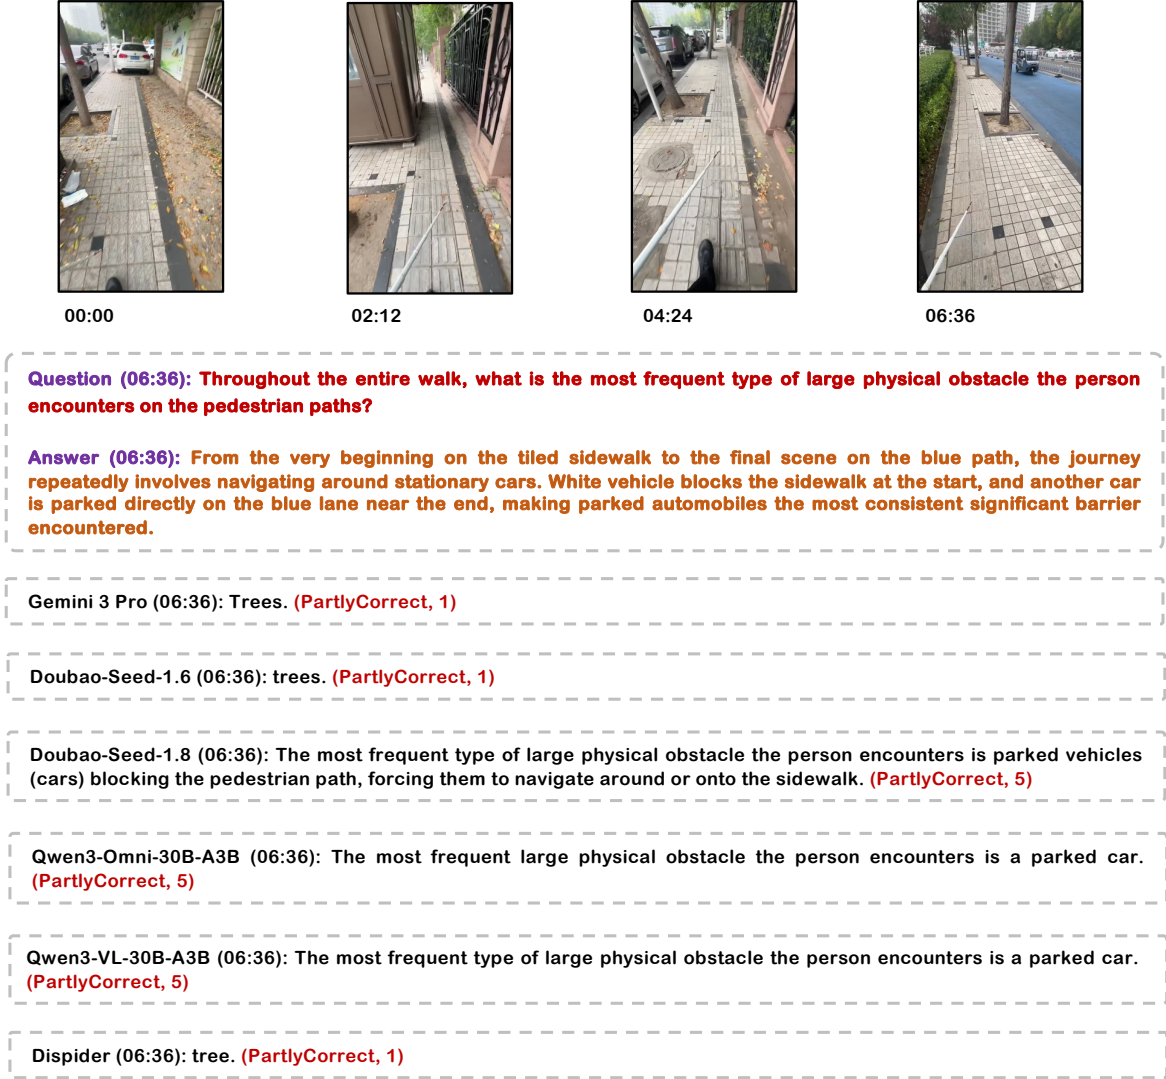 00:00
02:12
04:24
06:36
Question (06:36): Throughout the entire walk, what is the most frequent type of large physical obstacle the person
encounters on the pedestrian paths?
Answer (06:36): From the very beginning on the tiled sidewalk to the final scene on the blue path, the journey
repeatedly involves navigating around stationary cars. White vehicle blocks the sidewalk at the start, and another car
is parked directly on the blue lane near the end, making parked automobiles the most consistent significant barrier
encountered.
Gemini 3 Pro (06:36): Trees. (PartlyCorrect, 1)
Doubao-Seed-1.6 (06:36): trees. (PartlyCorrect, 1)
Doubao-Seed-1.8 (06:36): The most frequent type of large physical obstacle the person encounters is parked vehicles
(cars) blocking the pedestrian path, forcing them to navigate around or onto the sidewalk. (PartlyCorrect, 5)
Qwen3-Omni-30B-A3B (06:36): The most frequent large physical obstacle the person encounters is a parked car.
(PartlyCorrect, 5)
Qwen3-VL-30B-A3B (06:36): The most frequent type of large physical obstacle the person encounters is a parked car.
(PartlyCorrect, 5)
Dispider (06:36): tree. (PartlyCorrect, 1)